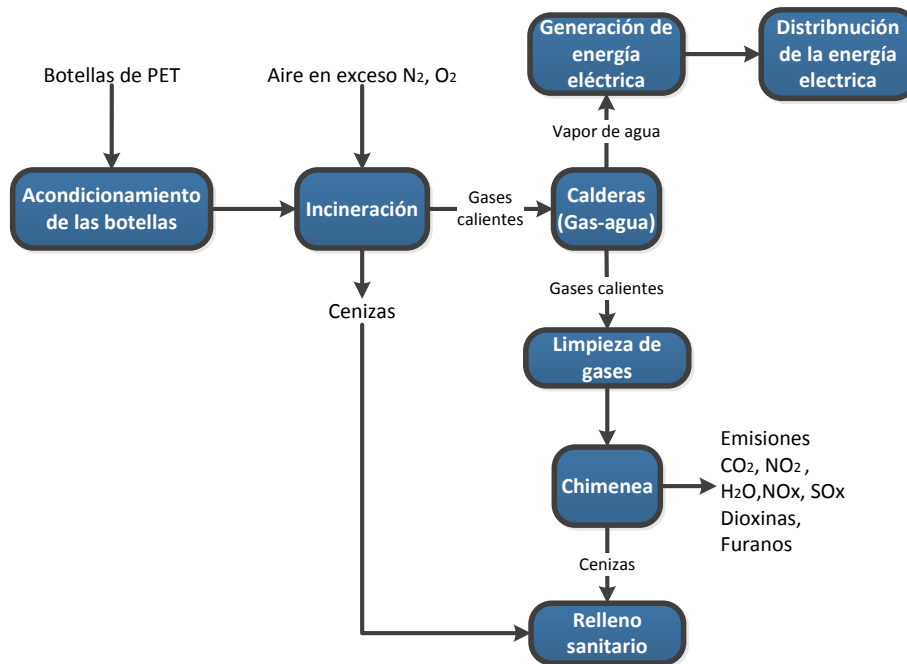 Generación de
energía
eléctrica
Distribnución
de la energía
electrica
Botellas de PET
Aire en exceso N2, O2
Vapor de agua
Acondicionamiento
de las botellas
Incineración
Gases
calientes
Calderas
(Gas-agua)
Gases calientes
Cenizas
Limpieza de
gases
Chimenea
Emisiones
CO2, NO2 ,
H2O,NOx, SOx
Dioxinas,
Furanos
Cenizas
Relleno
sanitario